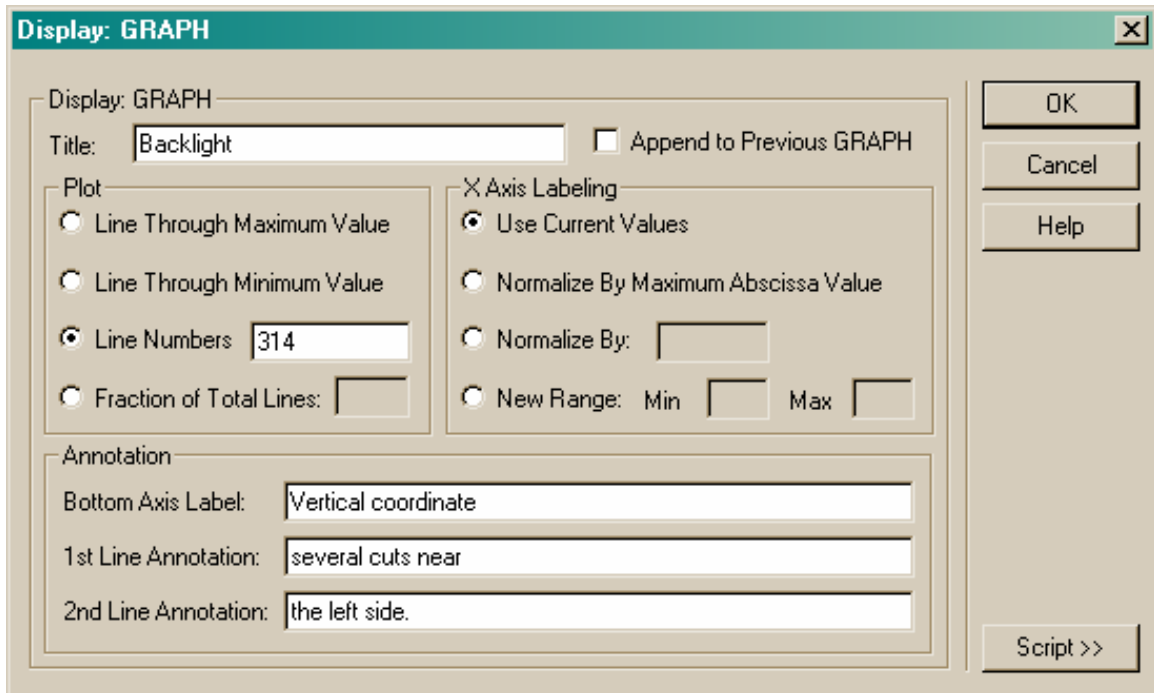 Display: GRAPH
Display: GRAPH
Title: Backlight
Append to Previous GRAPH
Plot
Line Through Maximum Value
Line Through Minimum Value
Line Numbers 314
Fraction of Total Lines:
X Axis Labeling
Use Current Values
Normalize By Maximum Abscissa Value
Normalize By:
New Range: Min Max
Annotation
Bottom Axis Label: Vertical coordinate
1st Line Annotation: several cuts near
2nd Line Annotation: the left side.
OK
Cancel
Help
Script >>